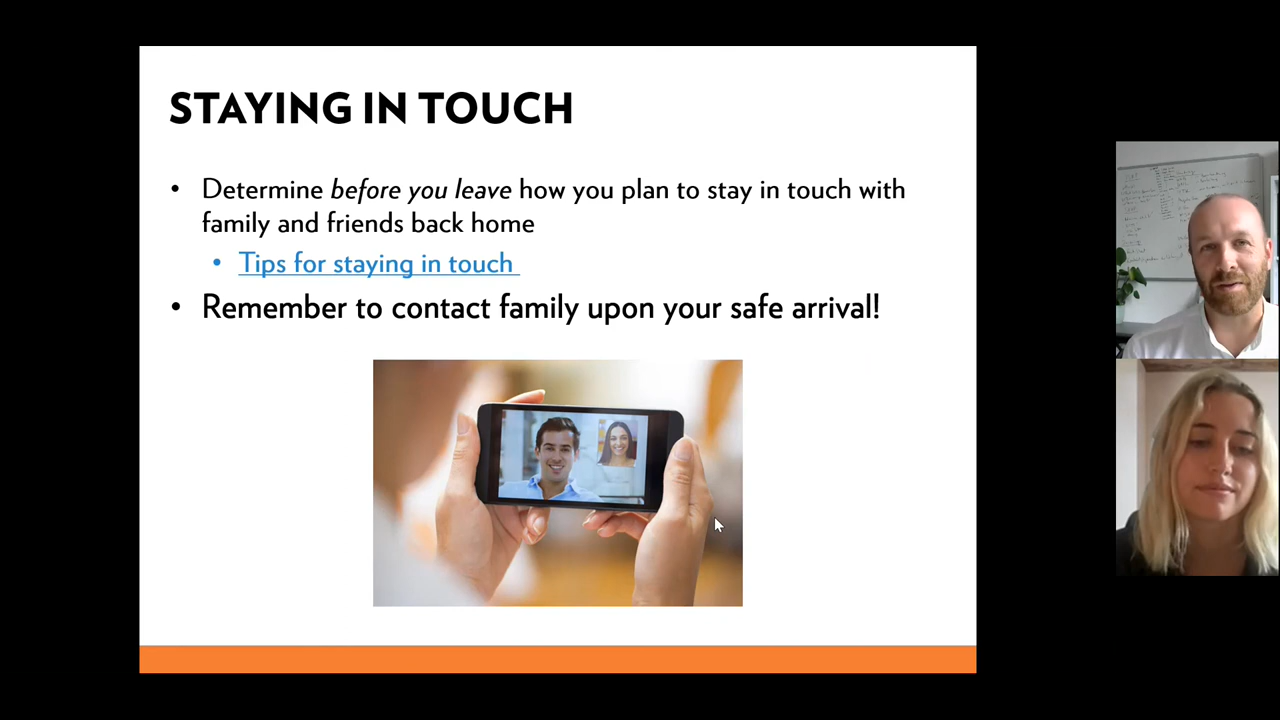 STAYING IN TOUCH
• Determine before you leave how you plan to stay in touch with
family and friends back home
• Tips for staying in touch
• Remember to contact family upon your safe arrival!